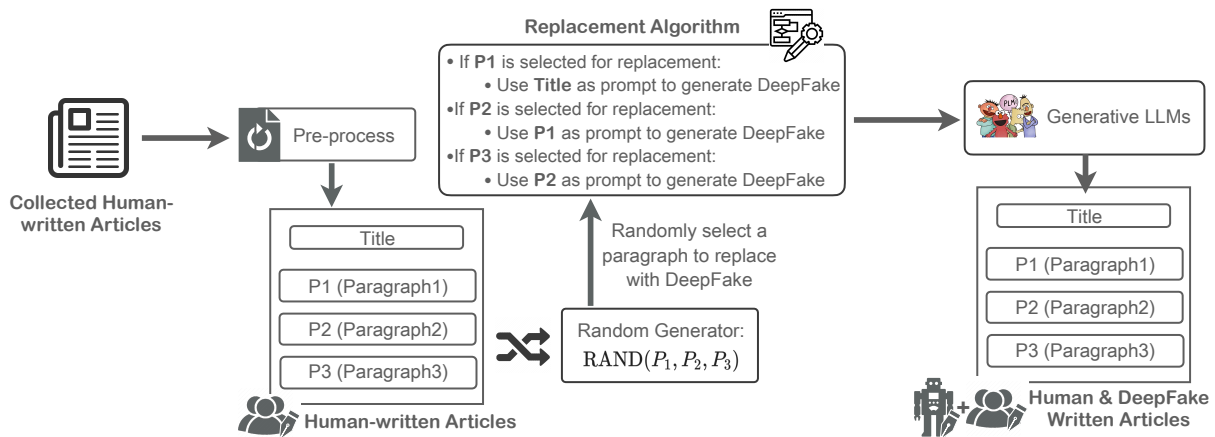 Replacement Algorithm
• If P1 is selected for replacement:
• Use Title as prompt to generate DeepFake
•If P2 is selected for replacement:
• Use P1 as prompt to generate DeepFake
•If P3 is selected for replacement:
• Use P2 as prompt to generate DeepFake
Collected Human-
written Articles
Pre-process
Title
P1 (Paragraph1)
P2 (Paragraph2)
P3 (Paragraph3)
Human-written Articles
Random Generator:
RAND(P₁, P₂, P₃)
Randomly select a
paragraph to replace
with DeepFake
PLM
Generative LLMs
Title
P1 (Paragraph1)
P2 (Paragraph2)
P3 (Paragraph3)
+
Human & DeepFake
Written Articles